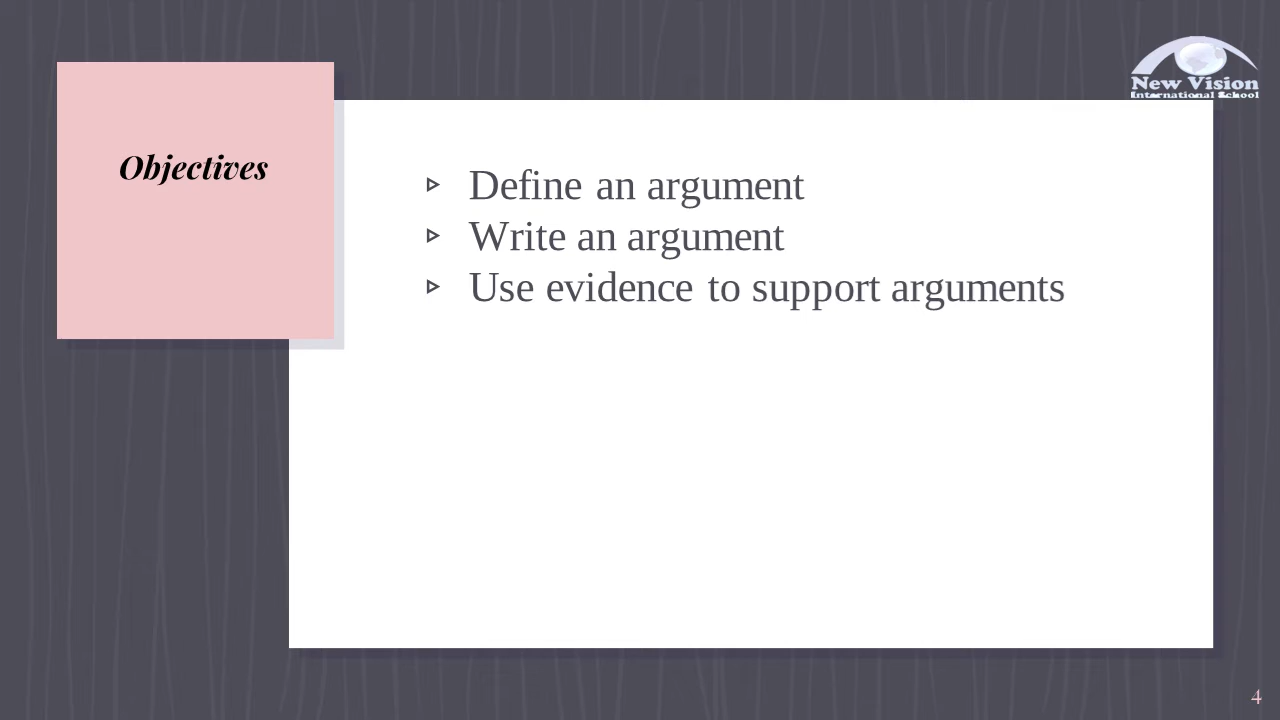 New Vision
International School
Objectives
Define an argument
Write an argument
Use evidence to support arguments
4